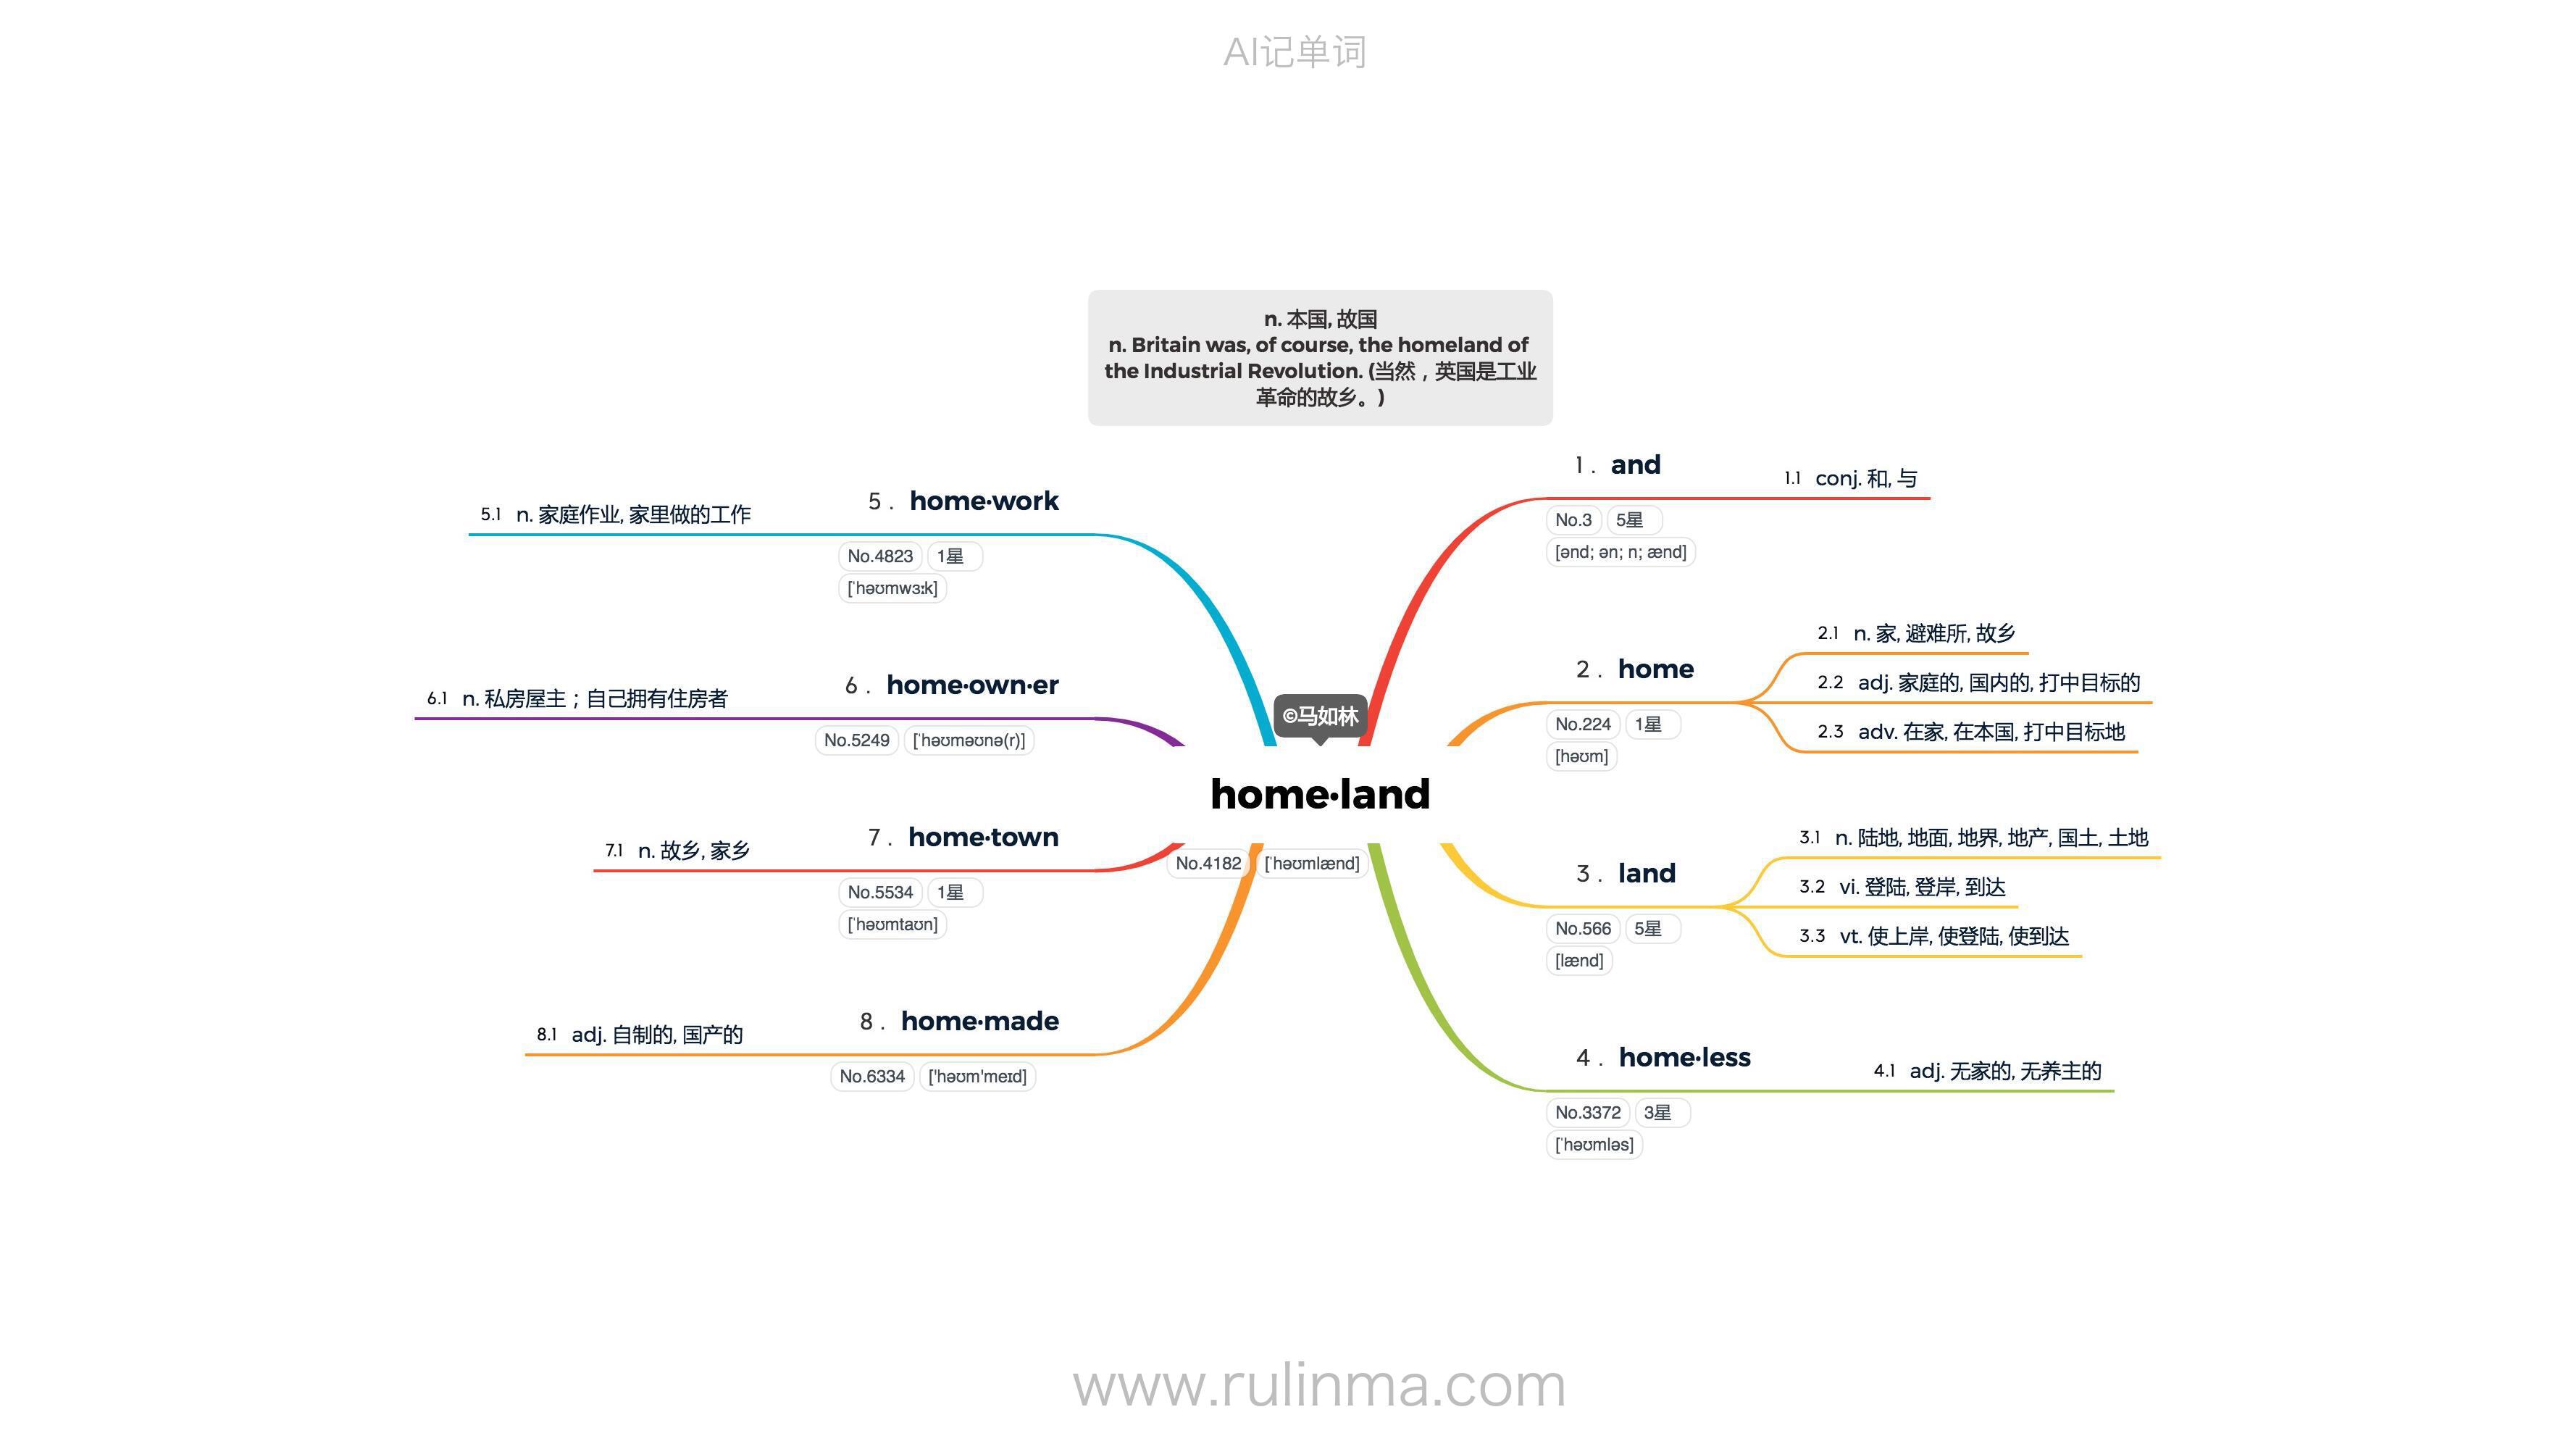 AI记单词
n. 本国, 故国
n. Britain was, of course, the homeland of
the Industrial Revolution. (当然，英国是工业
革命的故乡。)
©马如林
home·land
No.4182 [ˈhəʊmlænd]
1 . and
No.3 5星
[ənd; ən; n; ænd]
1.1 conj. 和, 与
2 . home
No.224 1星
[həʊm]
2.1 n. 家, 避难所, 故乡
2.2 adj. 家庭的, 国内的, 打中目标的
2.3 adv. 在家, 在本国, 打中目标地
3 . land
No.566 5星
[lænd]
3.1 n. 陆地, 地面, 地界, 地产, 国土, 土地
3.2 vi. 登陆, 登岸, 到达
3.3 vt. 使上岸, 使登陆, 使到达
4 . home·less
No.3372 3星
[ˈhəʊmləs]
4.1 adj. 无家的, 无养主的
5 . home·work
No.4823 1星
[ˈhəʊmwɜːk]
5.1 n. 家庭作业, 家里做的工作
6 . home·own·er
No.5249 [ˈhəʊməʊnə(r)]
6.1 n. 私房屋主；自己拥有住房者
7 . home·town
No.5534 1星
[ˈhəʊmtaʊn]
7.1 n. 故乡, 家乡
8 . home·made
No.6334 ['həʊm'meɪd]
8.1 adj. 自制的, 国产的
www.rulinma.com